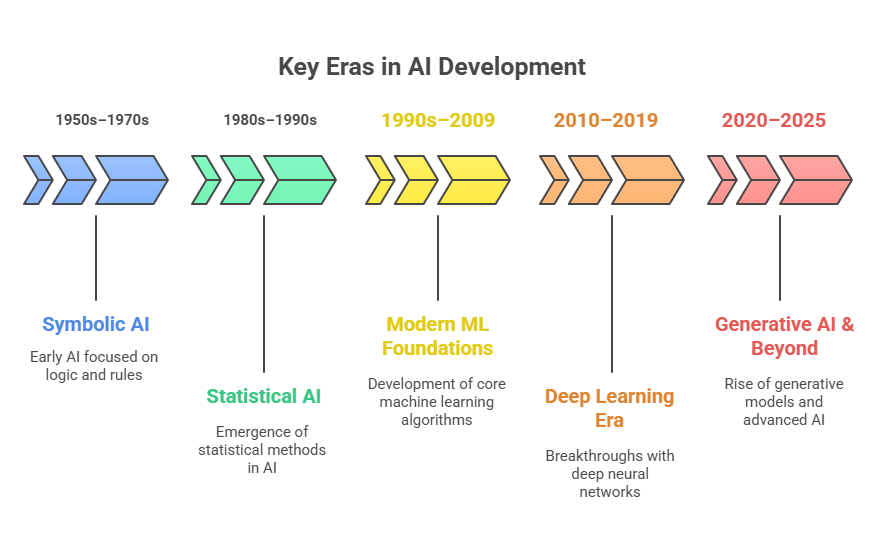 Key Eras in AI Development
1950s–1970s
1980s–1990s
1990s–2009
2010–2019
2020–2025
Symbolic AI
Early AI focused on
logic and rules
Statistical AI
Emergence of
statistical methods
in AI
Modern ML
Foundations
Development of core
machine learning
algorithms
Deep Learning
Era
Breakthroughs with
deep neural
networks
Generative AI &
Beyond
Rise of generative
models and
advanced AI